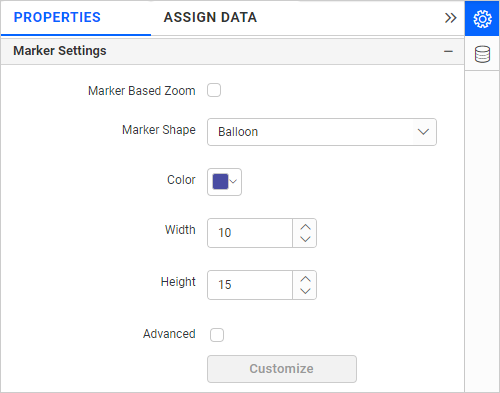 PROPERTIES ASSIGN DATA
Marker Settings
Marker Based Zoom
Marker Shape Balloon
Color
Width 10
Height 15
Advanced
Customize